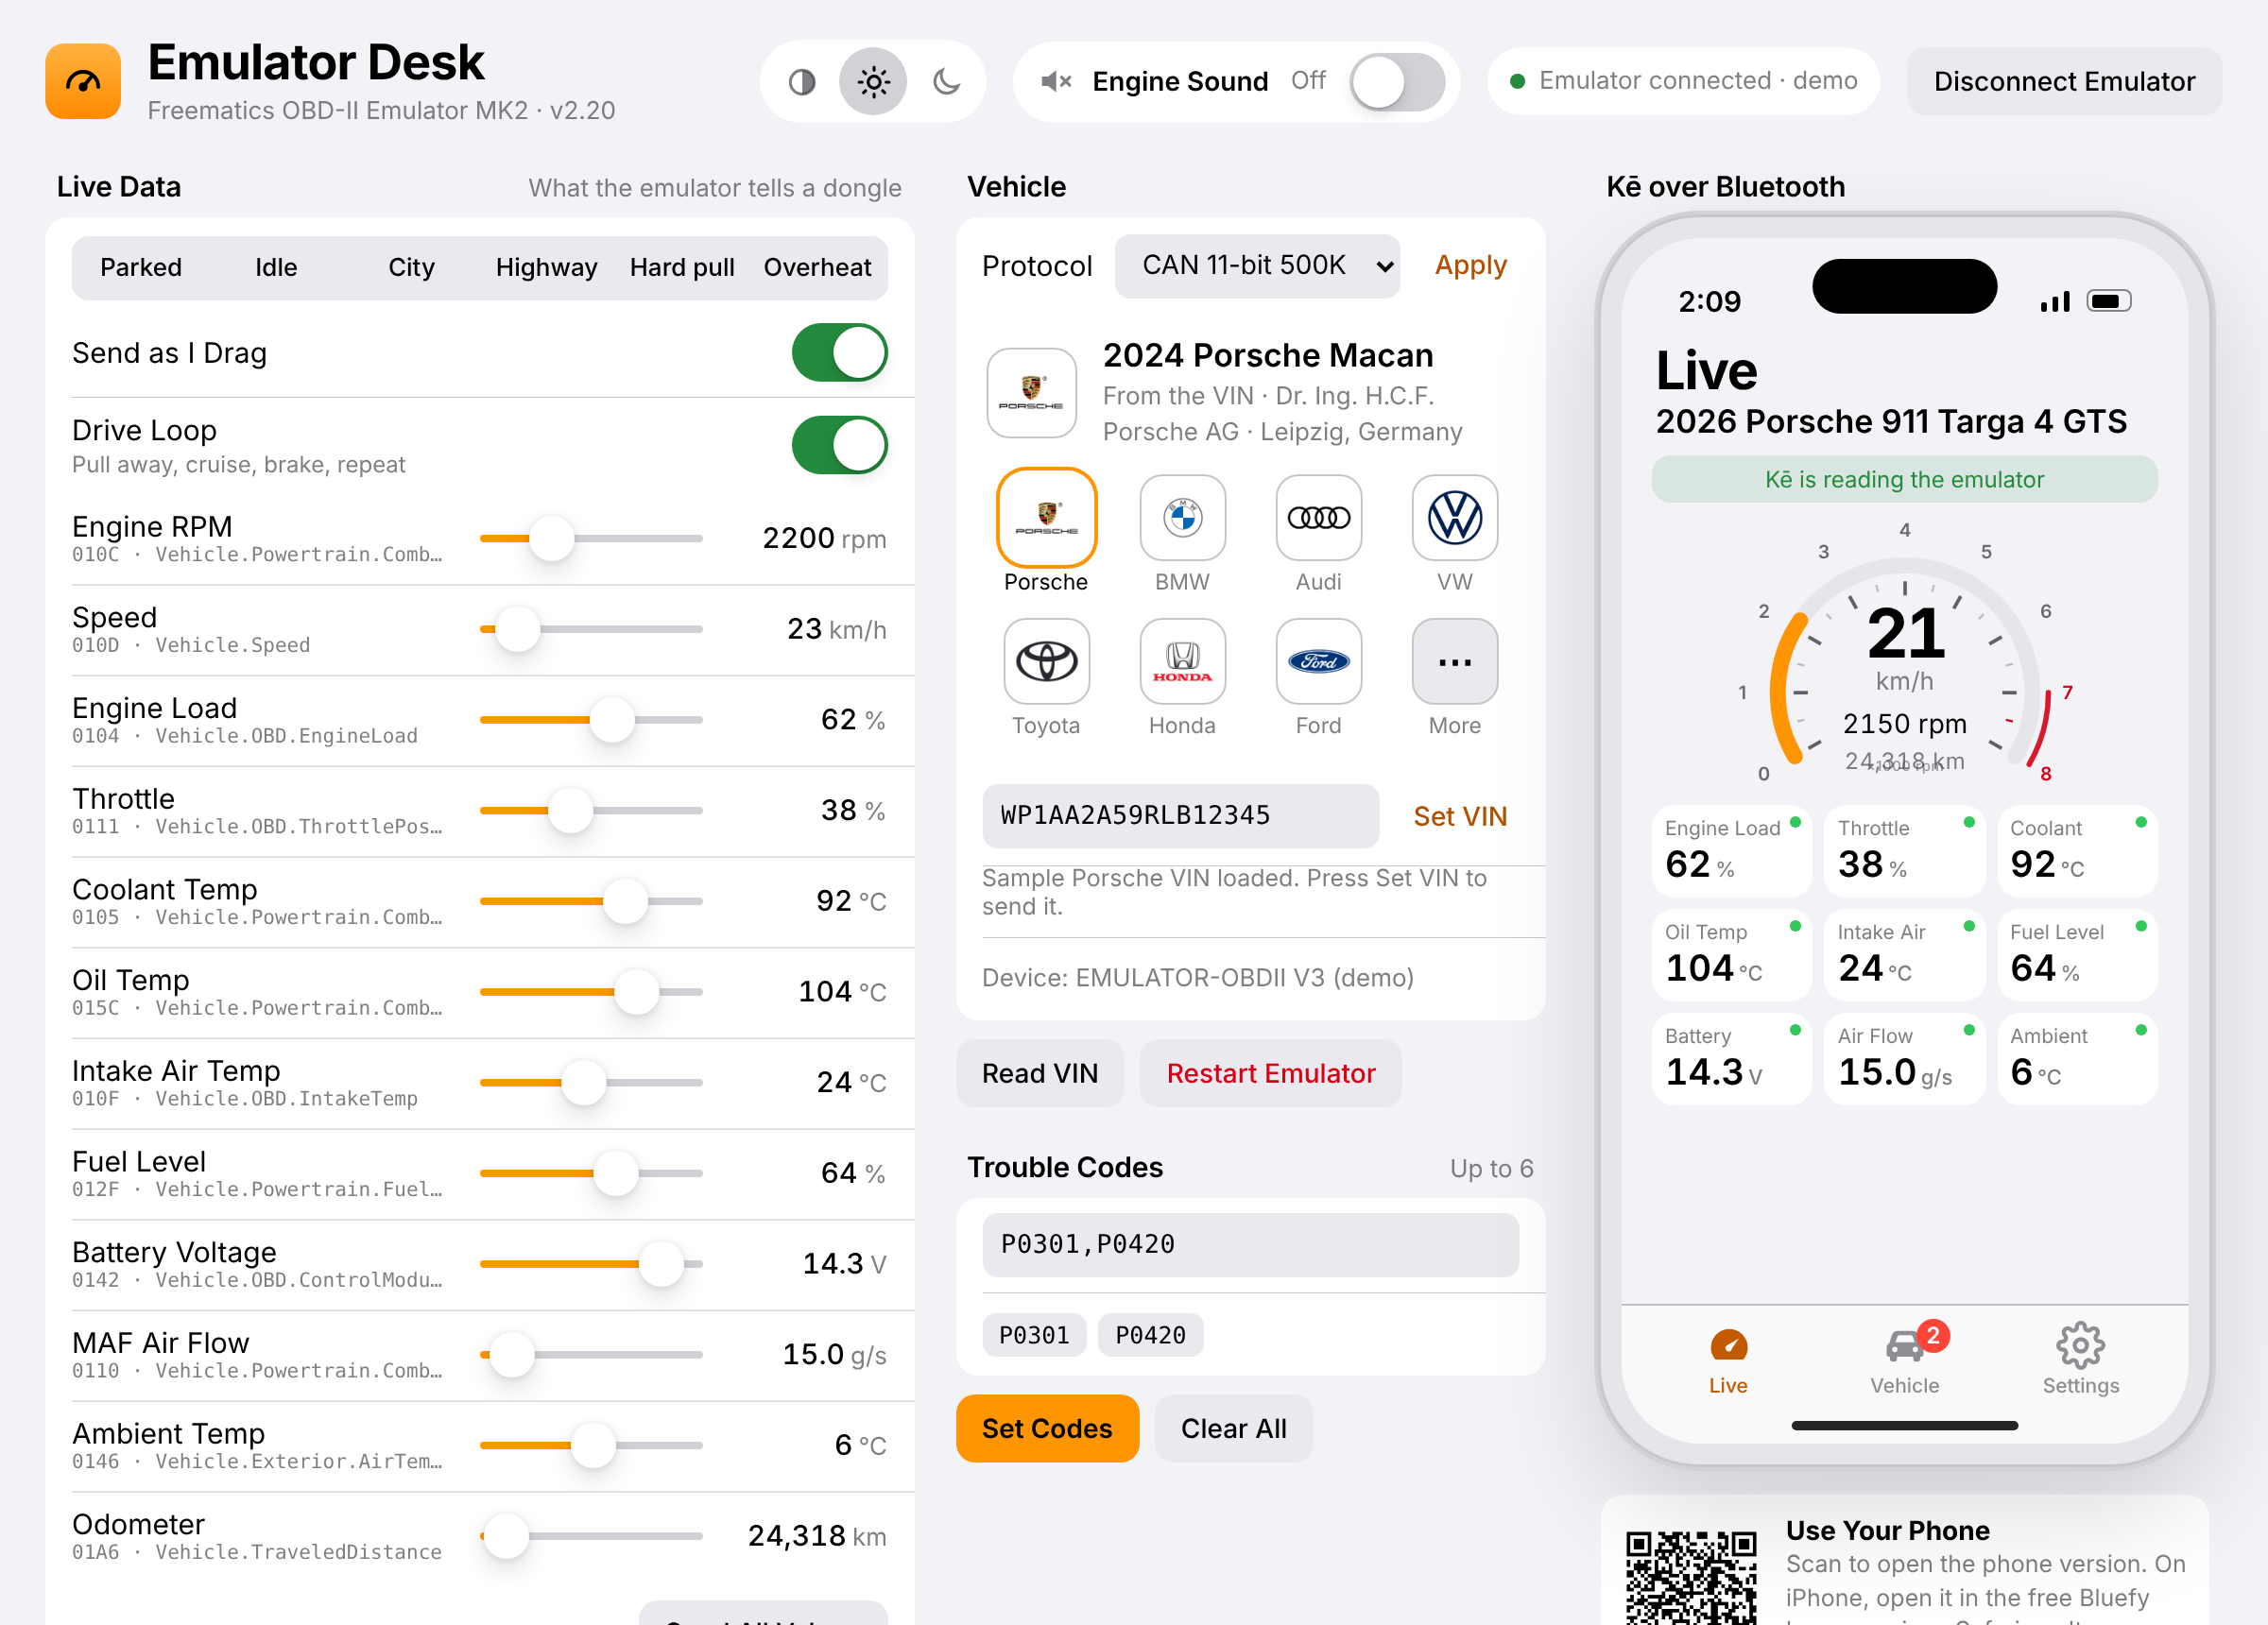 Emulator Desk
Freematics OBD-II Emulator MK2 · v2.20
Engine Sound Off
Emulator connected · demo
Disconnect Emulator
Live Data
What the emulator tells a dongle
Parked Idle City Highway Hard pull Overheat
Send as I Drag
Drive Loop
Pull away, cruise, brake, repeat
Engine RPM
010C · Vehicle.Powertrain.Comb…
2200 rpm
Speed
010D · Vehicle.Speed
23 km/h
Engine Load
0104 · Vehicle.OBD.EngineLoad
62 %
Throttle
0111 · Vehicle.OBD.ThrottlePos…
38 %
Coolant Temp
0105 · Vehicle.Powertrain.Comb…
92 °C
Oil Temp
015C · Vehicle.Powertrain.Comb…
104 °C
Intake Air Temp
010F · Vehicle.OBD.IntakeTemp
24 °C
Fuel Level
012F · Vehicle.Powertrain.Fuel…
64 %
Battery Voltage
0142 · Vehicle.OBD.ControlModu…
14.3 V
MAF Air Flow
0110 · Vehicle.Powertrain.Comb…
15.0 g/s
Ambient Temp
0146 · Vehicle.Exterior.AirTem…
6 °C
Odometer
01A6 · Vehicle.TraveledDistance
24,318 km
Vehicle
Protocol CAN 11-bit 500K Apply
PORSCHE
2024 Porsche Macan
From the VIN · Dr. Ing. H.C.F.
Porsche AG · Leipzig, Germany
PORSCHE
BMW
Porsche BMW Audi VW
HONDA
Ford
Toyota Honda Ford More
WP1AA2A59RLB12345 Set VIN
Sample Porsche VIN loaded. Press Set VIN to
send it.
Device: EMULATOR-OBDII V3 (demo)
Read VIN Restart Emulator
Trouble Codes
Up to 6
P0301,P0420
P0301 P0420
Set Codes Clear All
Kē over Bluetooth
2:09
Live
2026 Porsche 911 Targa 4 GTS
Kē is reading the emulator
0 1 2 3 4 5 6 7 8
21
km/h
2150 rpm
24,318 km
Engine Load Throttle Coolant
62 % 38 % 92 °C
Oil Temp Intake Air Fuel Level
104 °C 24 °C 64 %
Battery Air Flow Ambient
14.3 V 15.0 g/s 6 °C
2
Live Vehicle Settings
Use Your Phone
Scan to open the phone version. On
iPhone, open it in the free Bluefy